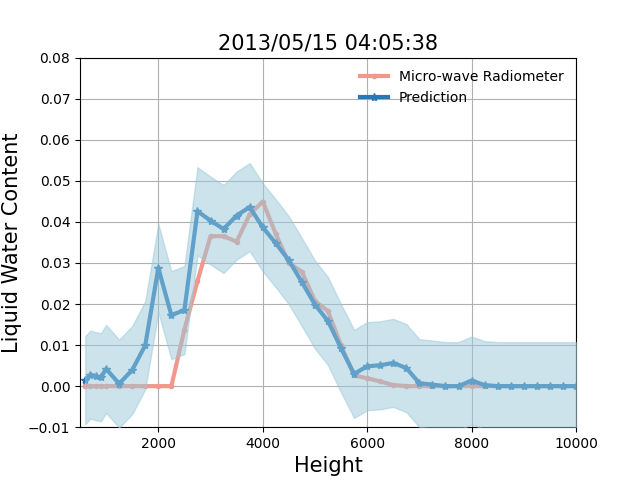 2013/05/15 04:05:38
0.08
0.07
0.06
0.05
0.04
0.03
0.02
0.01
0.00
−0.01
Liquid Water Content
Micro-wave Radiometer
Prediction
2000 4000 6000 8000 10000
Height